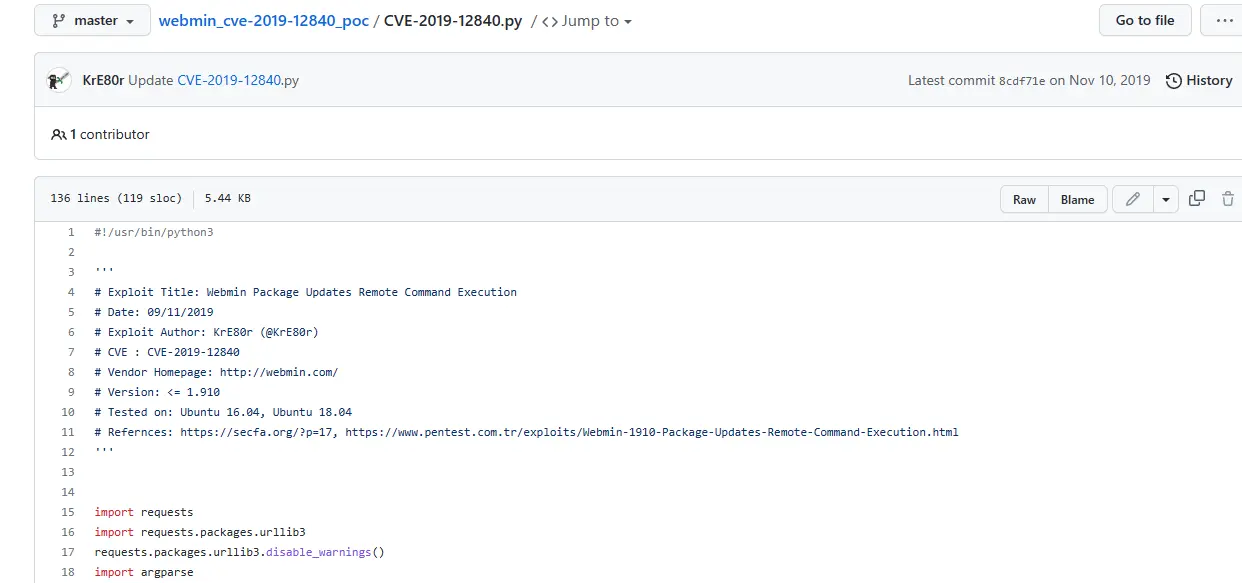 master webmin_cve-2019-12840_poc / CVE-2019-12840.py / <> Jump to Go to file ...
KrE80r Update CVE-2019-12840.py Latest commit 8cdf71e on Nov 10, 2019 History
1 contributor
136 lines (119 sloc) 5.44 KB Raw Blame
1 #!/usr/bin/python3
2
3 '''
4 # Exploit Title: Webmin Package Updates Remote Command Execution
5 # Date: 09/11/2019
6 # Exploit Author: KrE80r (@KrE80r)
7 # CVE : CVE-2019-12840
8 # Vendor Homepage: http://webmin.com/
9 # Version: <= 1.910
10 # Tested on: Ubuntu 16.04, Ubuntu 18.04
11 # Refernces: https://secfa.org/?p=17, https://www.pentest.com.tr/exploits/Webmin-1910-Package-Updates-Remote-Command-Execution.html
12 '''
13
14
15 import requests
16 import requests.packages.urllib3
17 requests.packages.urllib3.disable_warnings()
18 import argparse